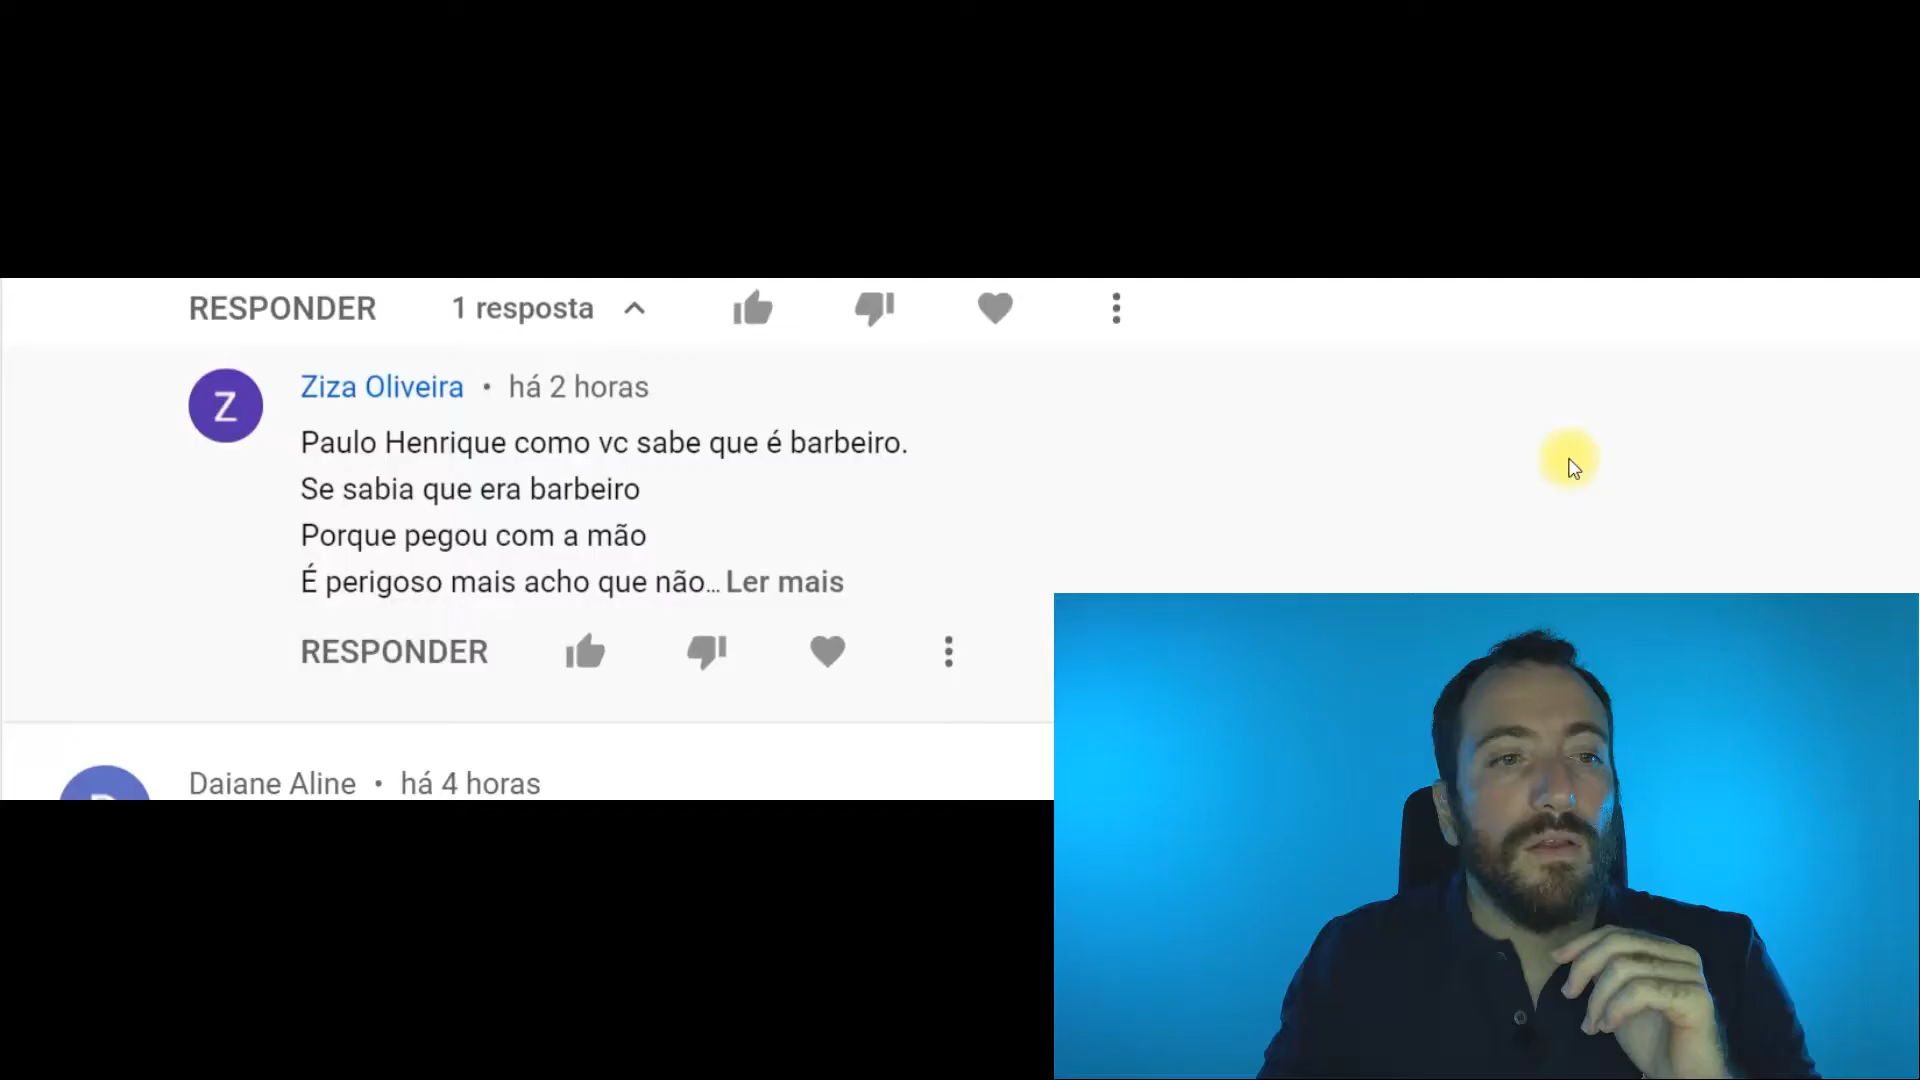 RESPONDER 1 resposta
Z
Ziza Oliveira • há 2 horas
Paulo Henrique como vc sabe que é barbeiro.
Se sabia que era barbeiro
Porque pegou com a mão
É perigoso mais acho que não... Ler mais
RESPONDER
Daiane Aline • há 4 horas